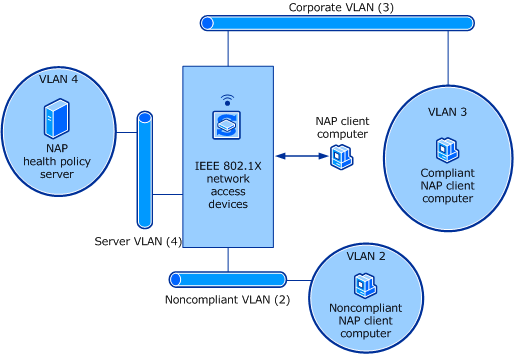 Corporate VLAN (3)
VLAN 4
NAP
health policy
server
IEEE 802.1X
network
access
devices
NAP client
computer
VLAN 3
Compliant
NAP client
computer
Server VLAN (4)
Noncompliant VLAN (2)
VLAN 2
Noncompliant
NAP client
computer